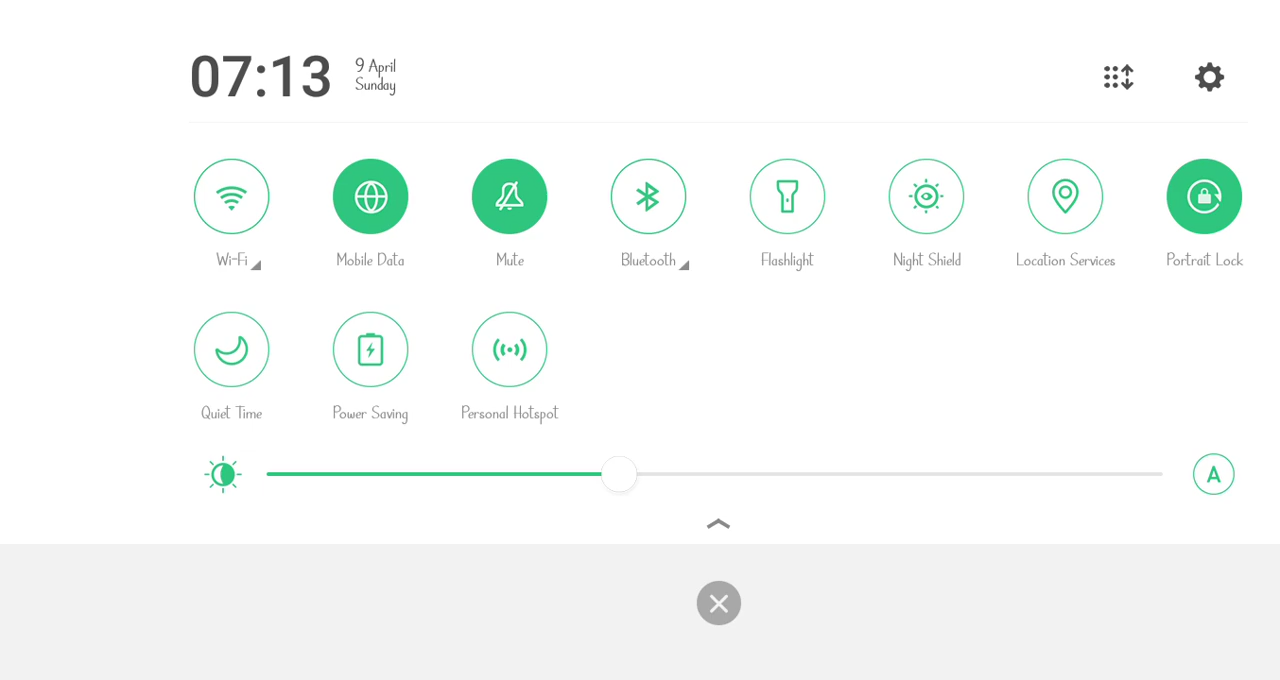 07:13
9 April
Sunday
Wi-Fi
Mobile Data
Mute
Bluetooth
Flashlight
Night Shield
Location Services
Portrait Lock
Quiet Time
Power Saving
Personal Hotspot
A